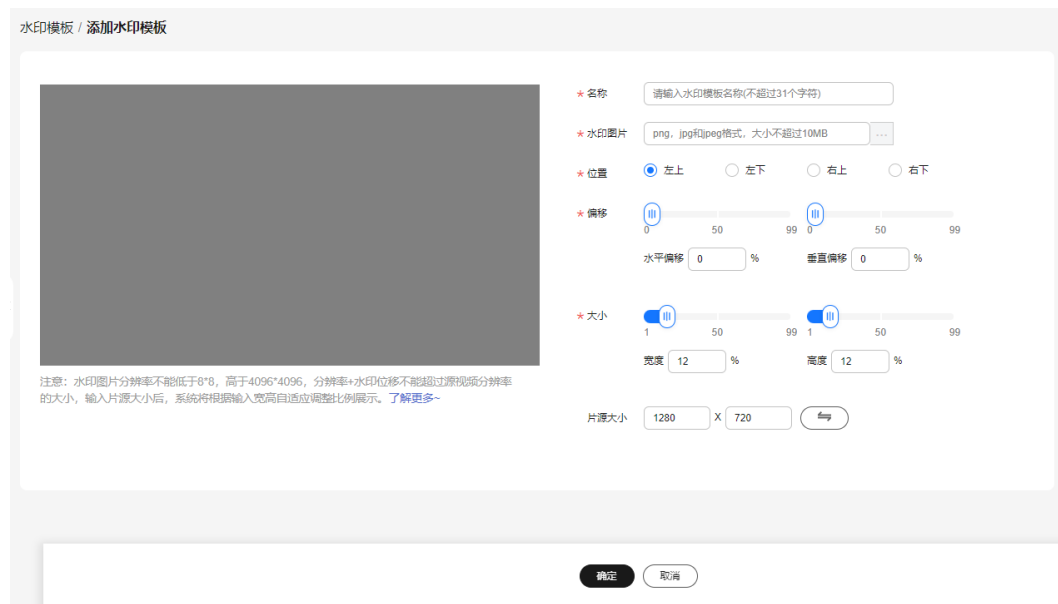 水印模板 / 添加水印模板
* 名称 请输入水印模板名称(不超过31个字符)
* 水印图片 png，jpg和jpeg格式，大小不超过10MB ...
* 位置 左上 左下 右上 右下
* 偏移
0 50 99 0 50 99
水平偏移 0 % 垂直偏移 0 %
* 大小
1 50 99 1 50 99
宽度 12 % 高度 12 %
注意：水印图片分辨率不能低于8*8，高于4096*4096，分辨率+水印位移不能超过源视频分辨率
的大小，输入片源大小后，系统将根据输入宽高自适应调整比例展示。了解更多~
片源大小 1280 X 720
确定 取消